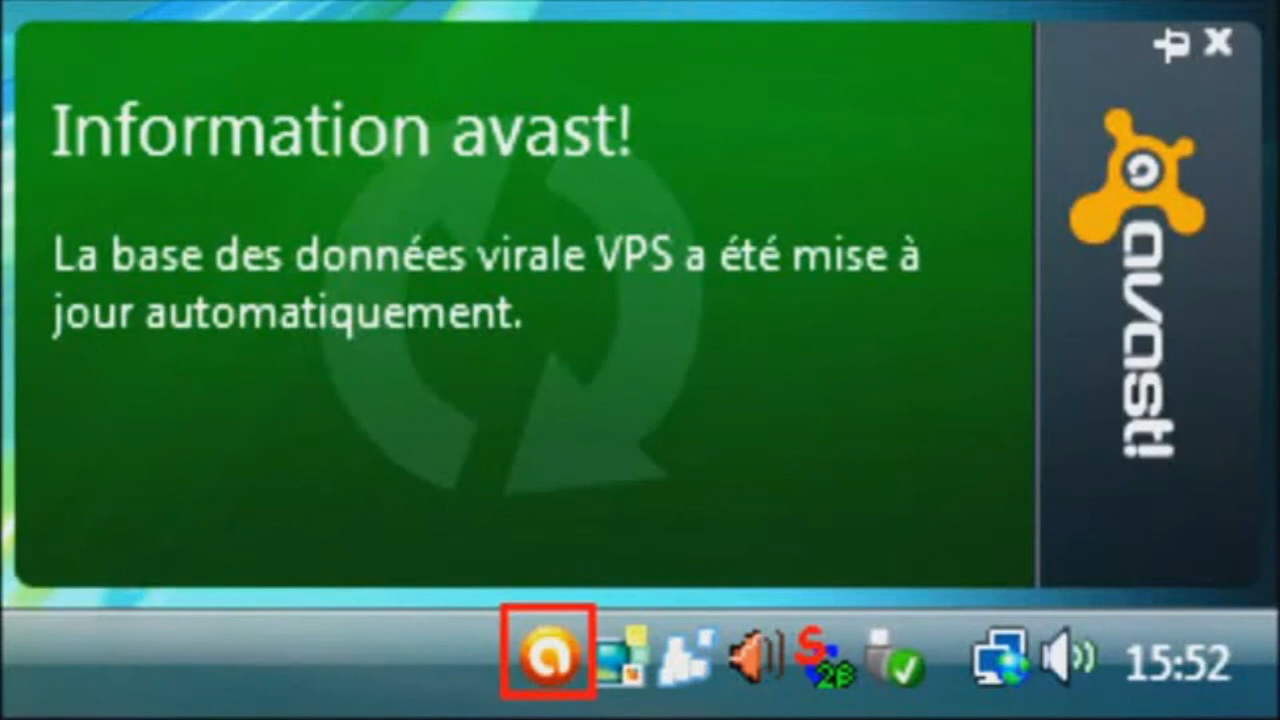 Information avast!
La base des données virale VPS a été mise à
jour automatiquement.
avast!
15:52